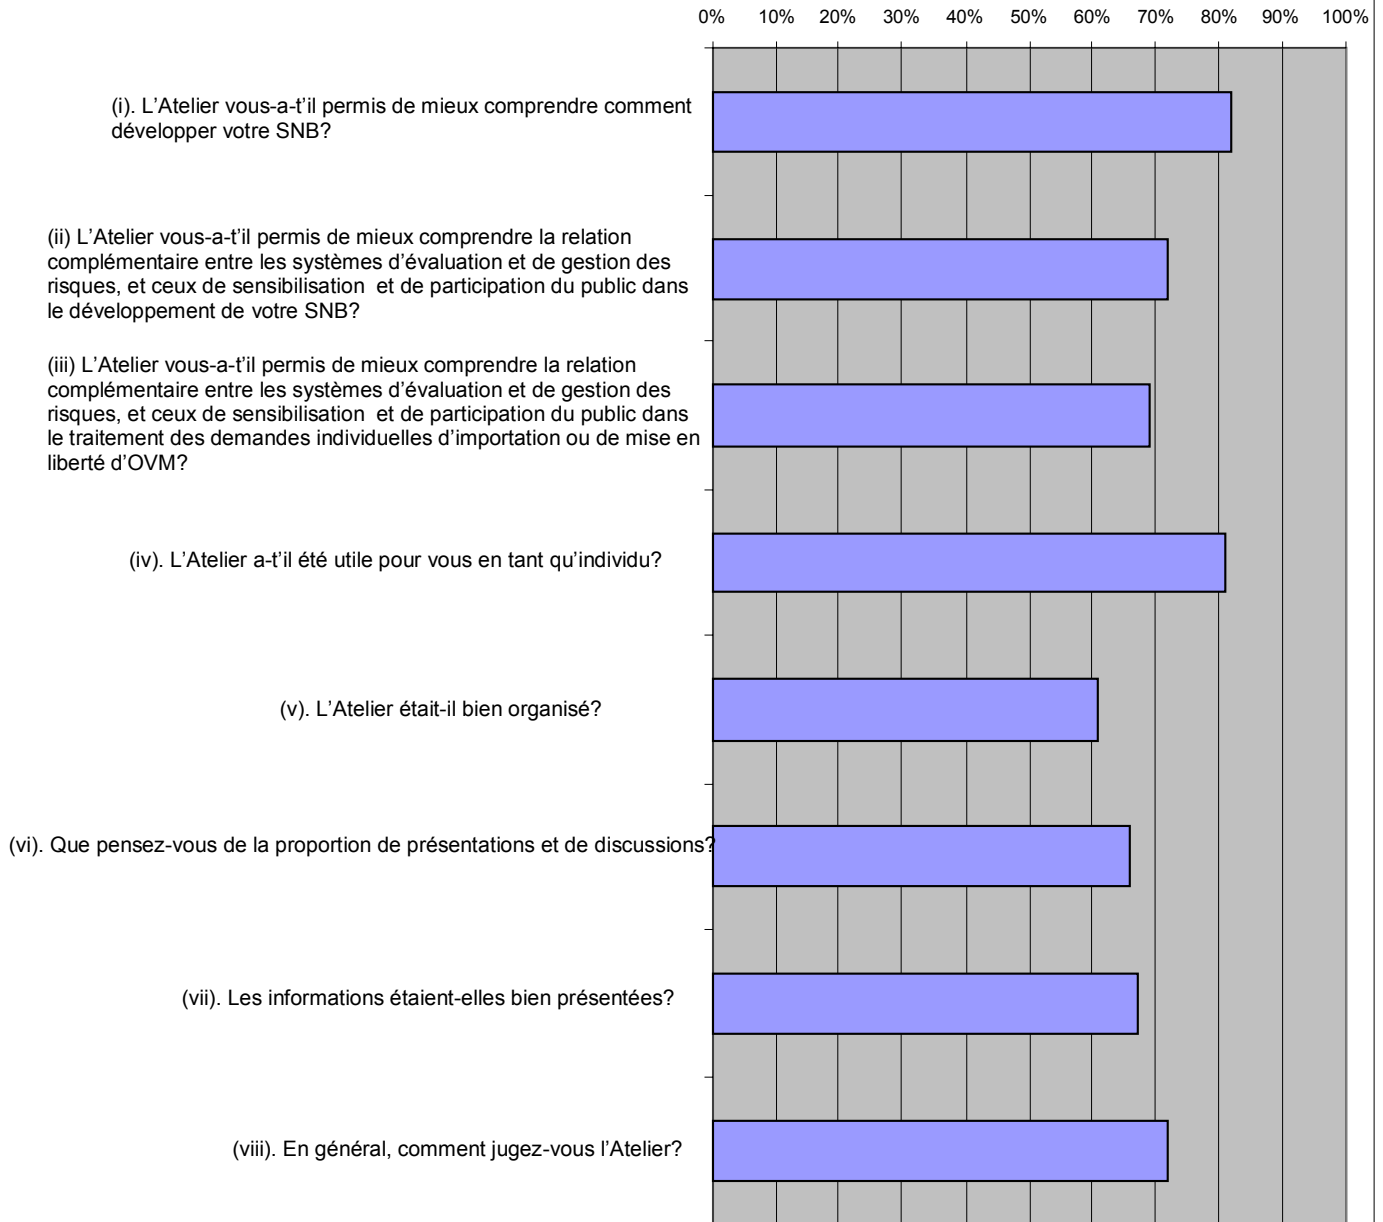 0% 10% 20% 30% 40% 50% 60% 70% 80% 90% 100%
(i). L’Atelier vous-a-t’il permis de mieux comprendre comment
développer votre SNB?
(ii) L’Atelier vous-a-t’il permis de mieux comprendre la relation
complémentaire entre les systèmes d’évaluation et de gestion des
risques, et ceux de sensibilisation et de participation du public dans
le développement de votre SNB?
(iii) L’Atelier vous-a-t’il permis de mieux comprendre la relation
complémentaire entre les systèmes d’évaluation et de gestion des
risques, et ceux de sensibilisation et de participation du public dans
le traitement des demandes individuelles d’importation ou de mise en
liberté d’OVM?
(iv). L’Atelier a-t’il été utile pour vous en tant qu’individu?
(v). L’Atelier était-il bien organisé?
(vi). Que pensez-vous de la proportion de présentations et de discussions?
(vii). Les informations étaient-elles bien présentées?
(viii). En général, comment jugez-vous l’Atelier?